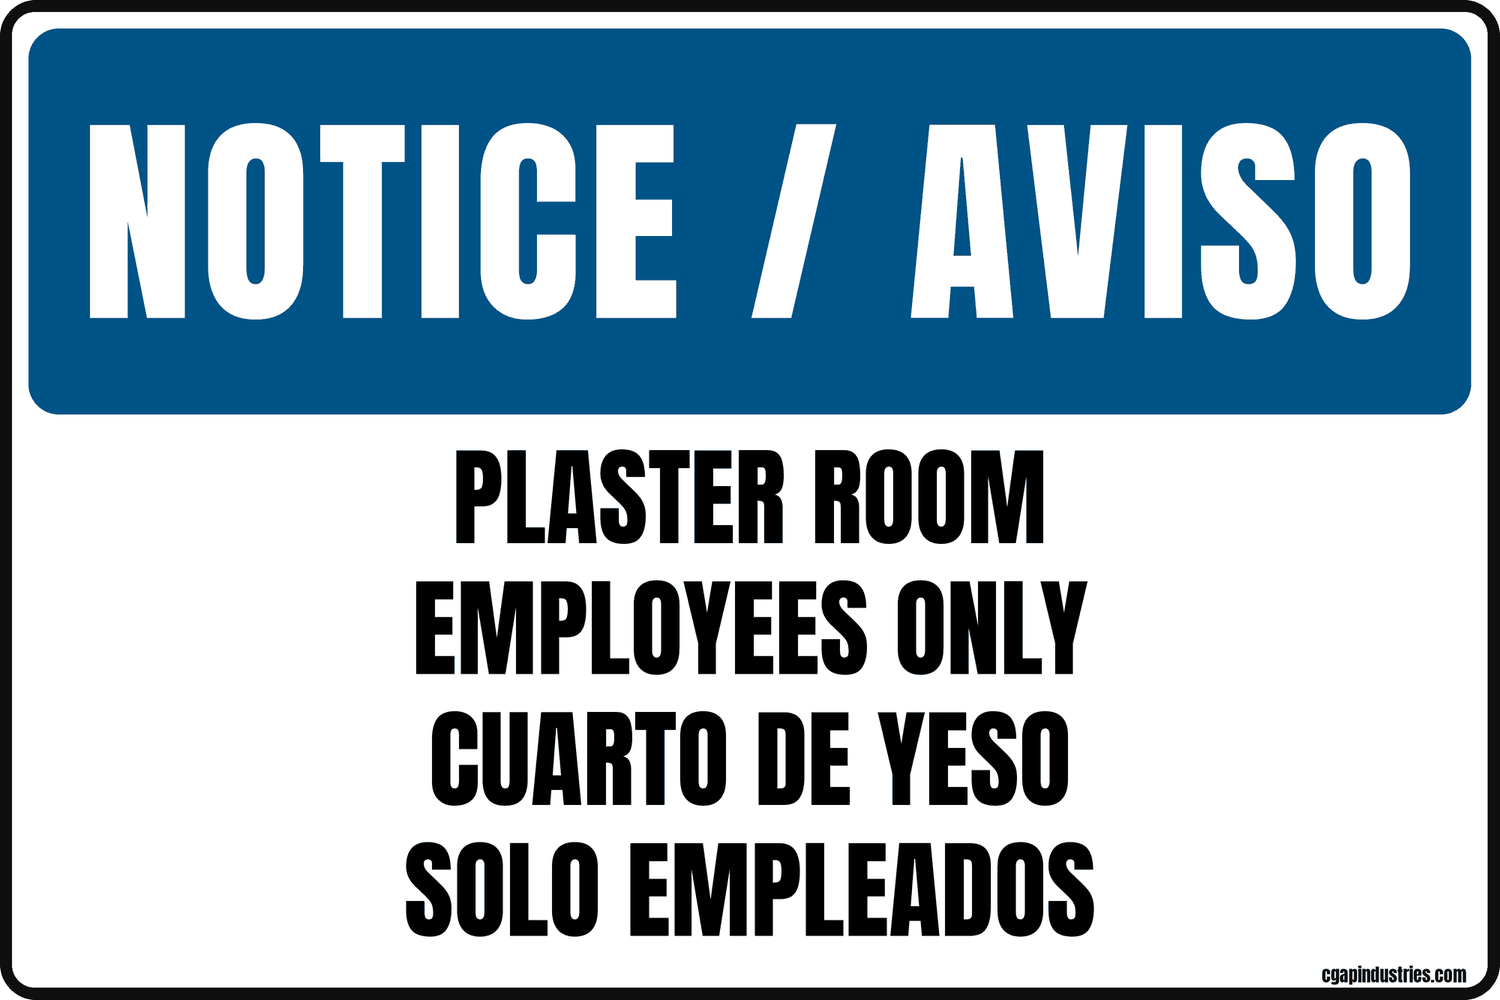 NOTICE / AVISO
PLASTER ROOM
EMPLOYEES ONLY
CUARTO DE YESO
SOLO EMPLEADOS
cgapindustries.com